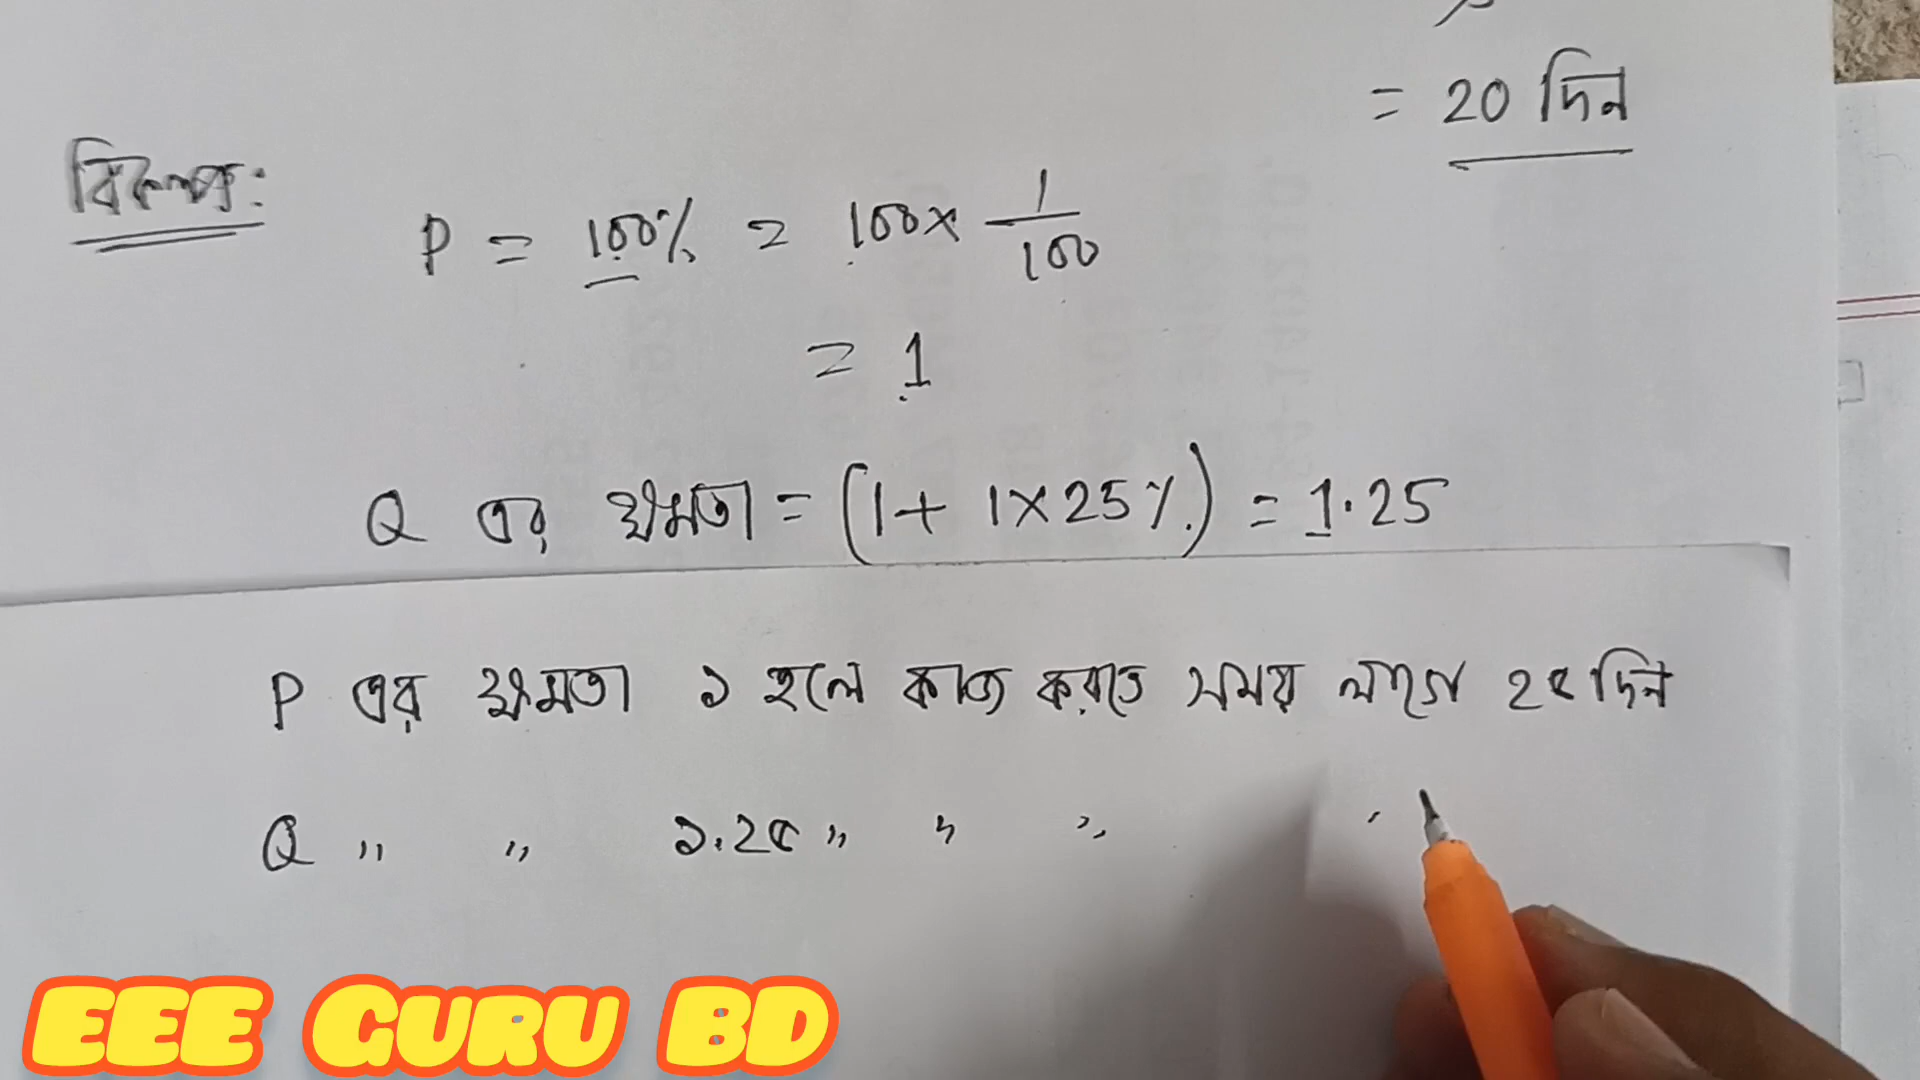 = 20 দিন
বিকল্প:
P = 100% = 100 × 1/100
= 1
Q এর ক্ষমতা = (1 + 1 × 25%) = 1.25
P এর ক্ষমতা ১ হলে কাজ করতে সময় লাগে ২৫ দিন
Q " " ১.২৫ " " " "
EEE GURU BD